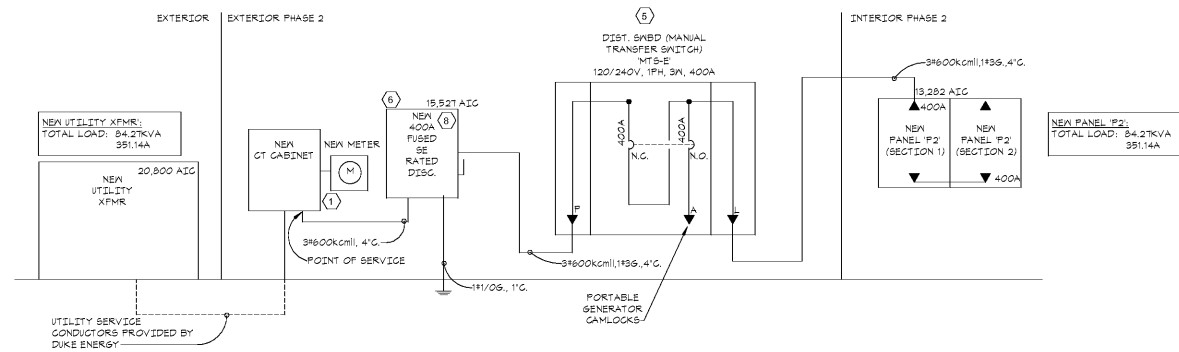 EXTERIOR
EXTERIOR PHASE 2
INTERIOR PHASE 2
5
DIST. SWBD (MANUAL
TRANSFER SWITCH)
'MTS-E'
120/240V, 1PH, 3W, 400A
3#600kcmil,1#3G.,4"C.
NEW UTILITY XFMR':
TOTAL LOAD: 84.27KVA
351.14A
20,800 AIC
NEW
UTILITY
XFMR
NEW
CT CABINET
NEW METER
M
1
6
15,527 AIC
NEW
400A
FUSED
SE
RATED
DISC.
8
400A
N.C.
400A
N.O.
P
A
L
13,282 AIC
400A
NEW
PANEL 'P2'
(SECTION 1)
NEW
PANEL 'P2'
(SECTION 2)
400A
NEW PANEL 'P2':
TOTAL LOAD: 84.27KVA
351.14A
3#600kcmil, 4"C.
POINT OF SERVICE
3#600kcmil,1#3G.,4"C.
1#1/0G., 1"C.
PORTABLE
GENERATOR
CAMLOCKS
UTILITY SERVICE
CONDUCTORS PROVIDED BY
DUKE ENERGY